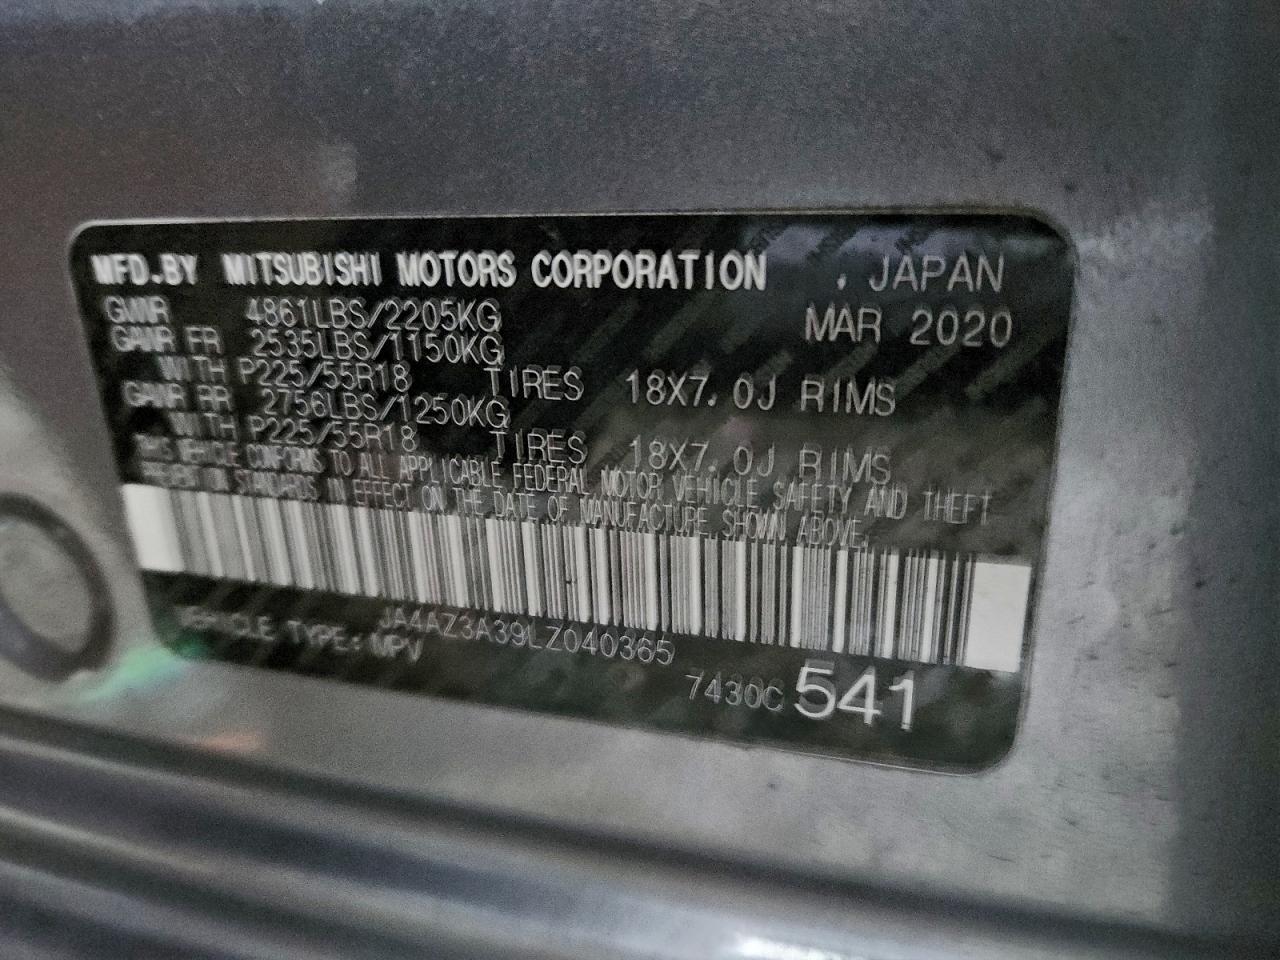 MFD.BY MITSUBISHI MOTORS CORPORATION . JAPAN
GVWR 4861LBS/2205KG MAR 2020
GAWR FR 2535LBS/1150KG
WITH P225/55R18 TIRES 18X7.0J RIMS
GAWR RR 2756LBS/1250KG
WITH P225/55R18 TIRES 18X7.0J RIMS
THIS VEHICLE CONFORMS TO ALL APPLICABLE FEDERAL MOTOR VEHICLE SAFETY AND THEFT
PREVENTION STANDARDS IN EFFECT ON THE DATE OF MANUFACTURE SHOWN ABOVE.
JA4AZ3A39LZ040365
VEHICLE TYPE:MPV
7430C 541